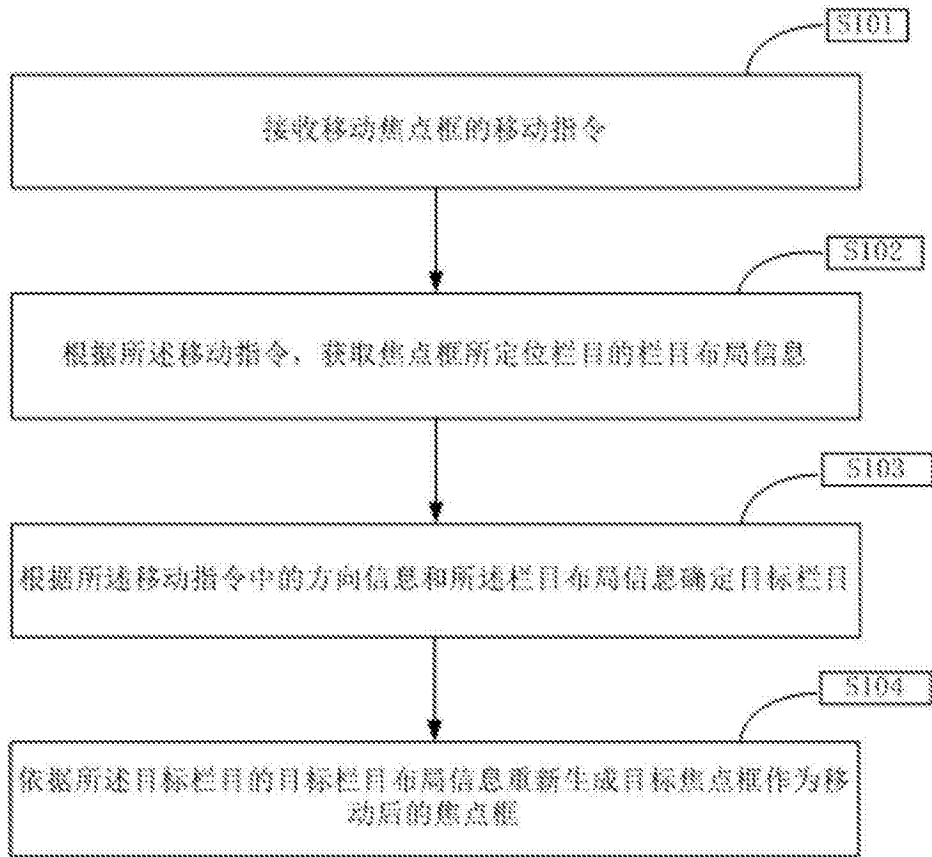 S101
接收移动焦点框的移动指令
S102
根据所述移动指令，获取焦点框所定位栏目的栏目布局信息
S103
根据所述移动指令中的方向信息和所述栏目布局信息确定目标栏目
S104
依据所述目标栏目的目标栏目布局信息重新生成目标焦点框作为移
动后的焦点框